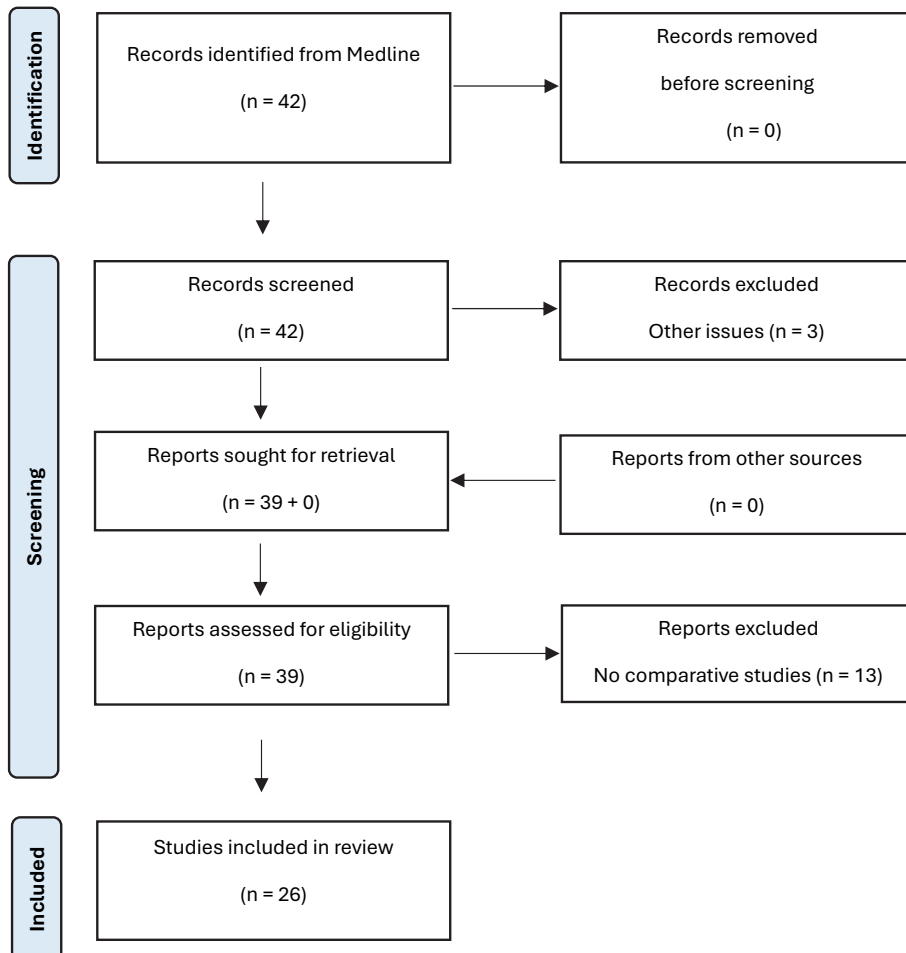 Identification
Records identified from Medline
(n = 42)
Records removed
before screening
(n = 0)
Screening
Records screened
(n = 42)
Records excluded
Other issues (n = 3)
Reports sought for retrieval
(n = 39 + 0)
Reports from other sources
(n = 0)
Reports assessed for eligibility
(n = 39)
Reports excluded
No comparative studies (n = 13)
Included
Studies included in review
(n = 26)